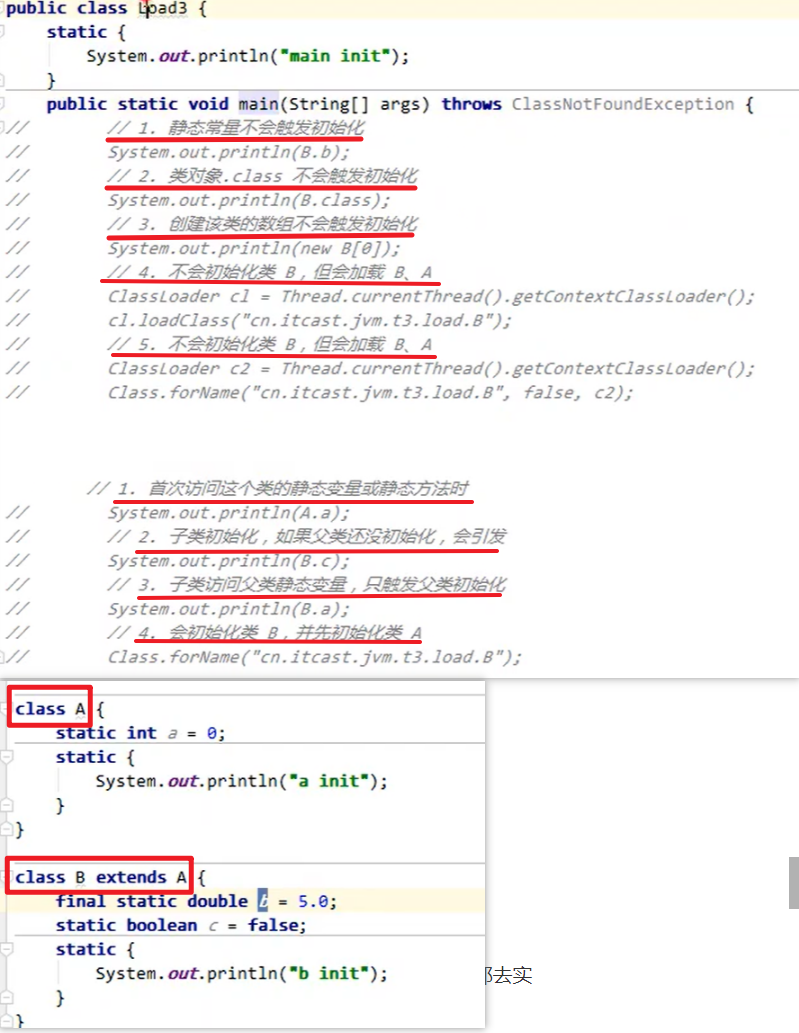 public class Load3 {
static {
System.out.println("main init");
}
public static void main(String[] args) throws ClassNotFoundException {
// // 1. 静态常量不会触发初始化
// System.out.println(B.b);
// // 2. 类对象.class 不会触发初始化
// System.out.println(B.class);
// // 3. 创建该类的数组不会触发初始化
// System.out.println(new B[0]);
// // 4. 不会初始化类 B，但会加载 B、A
// ClassLoader cl = Thread.currentThread().getContextClassLoader();
// cl.loadClass("cn.itcast.jvm.t3.load.B");
// // 5. 不会初始化类 B，但会加载 B、A
// ClassLoader c2 = Thread.currentThread().getContextClassLoader();
// Class.forName("cn.itcast.jvm.t3.load.B", false, c2);
// 1. 首次访问这个类的静态变量或静态方法时
// System.out.println(A.a);
// // 2. 子类初始化，如果父类还没初始化，会引发
// System.out.println(B.c);
// // 3. 子类访问父类静态变量，只触发父类初始化
// System.out.println(B.a);
// // 4. 会初始化类 B，并先初始化类 A
// Class.forName("cn.itcast.jvm.t3.load.B");
class A {
static int a = 0;
static {
System.out.println("a init");
}
}
class B extends A {
final static double b = 5.0;
static boolean c = false;
static {
System.out.println("b init");
}
}
去实